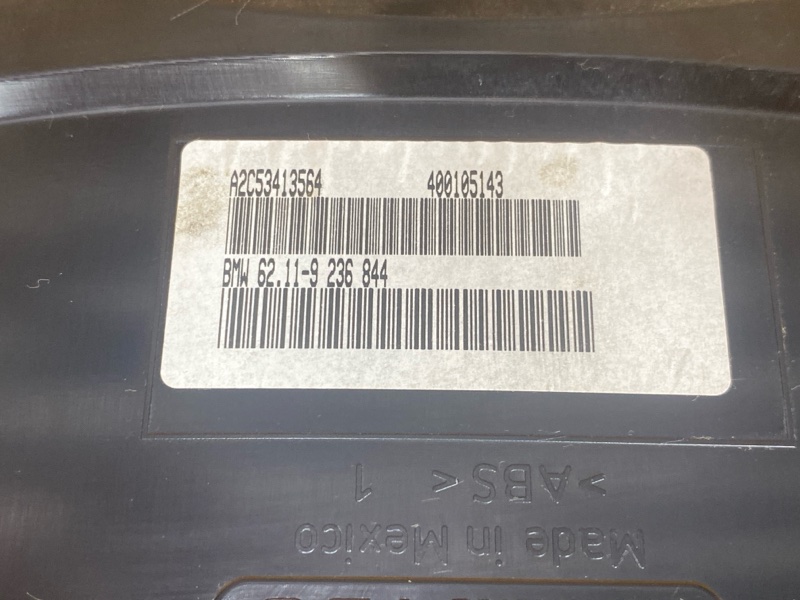 A2C53413564 400105143
BMW 62.11-9 236 844
>ABS< 1
Made in Mexico